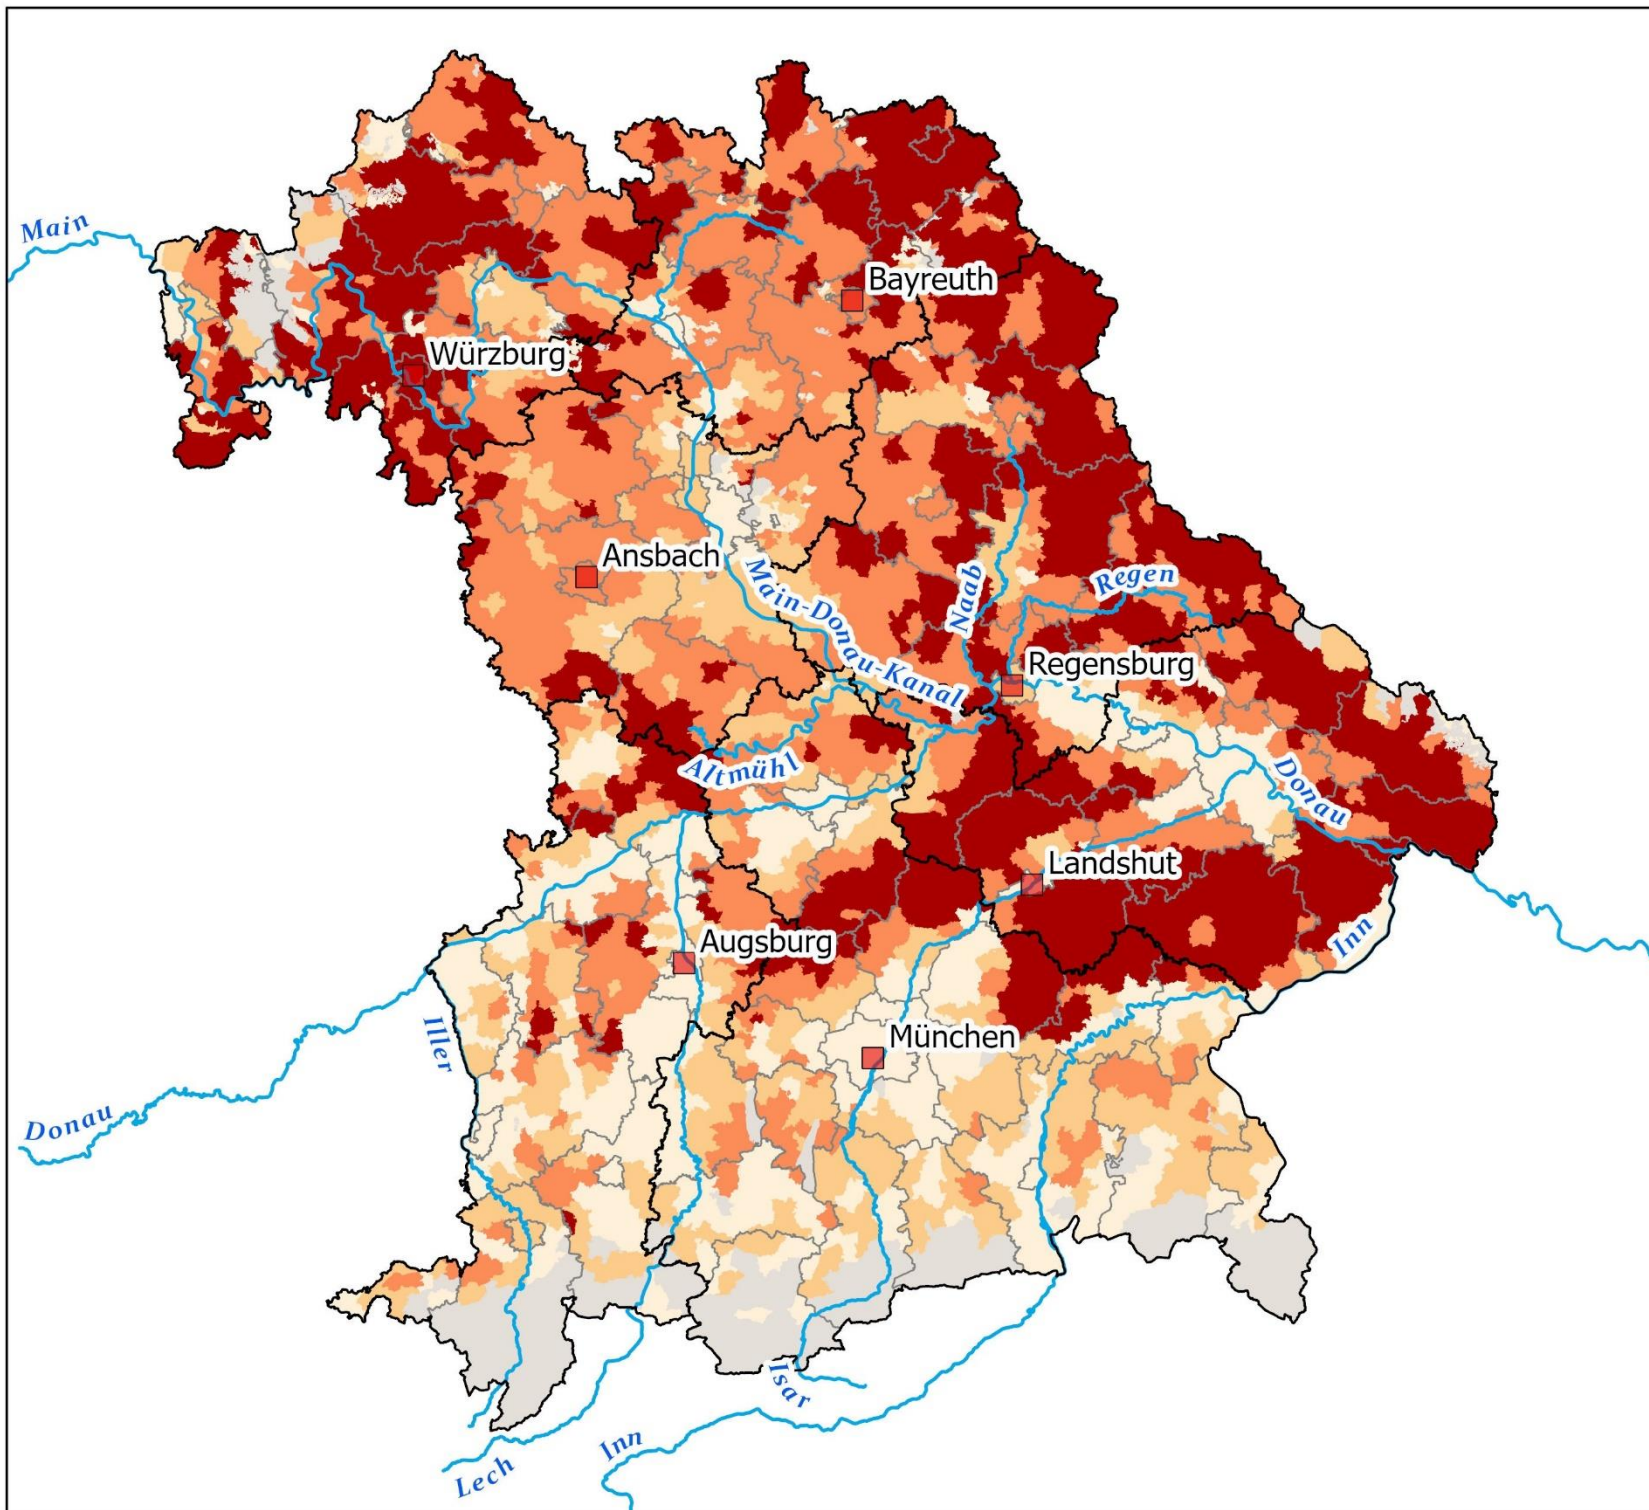 Main
Bayreuth
Würzburg
Ansbach
Main-Donau-Kanal
Naab
Regen
Regensburg
Altmühl
Donau
Landshut
Augsburg
Inn
Iller
München
Donau
Isar
Inn
Lech